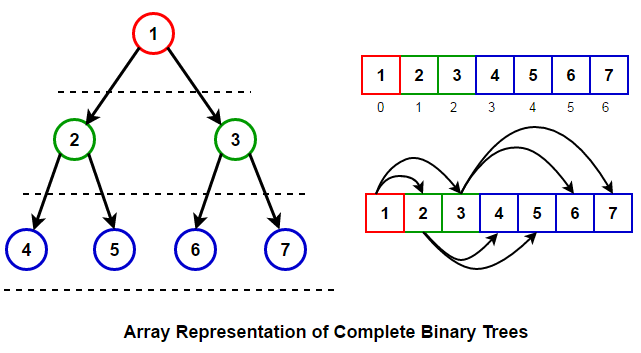 1
2 3
4 5 6 7
1 2 3 4 5 6 7
0 1 2 3 4 5 6
1 2 3 4 5 6 7
Array Representation of Complete Binary Trees